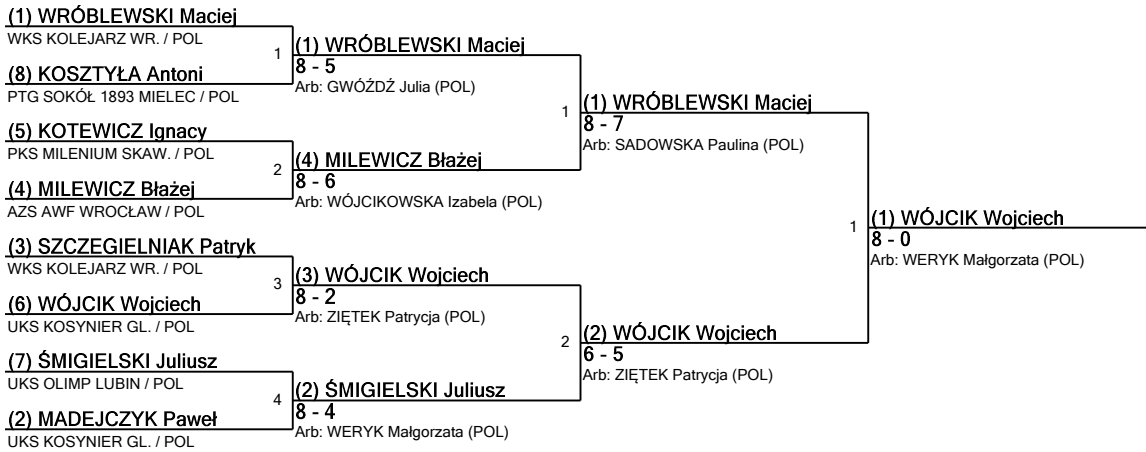 (1) WRÓBLEWSKI Maciej
WKS KOLEJARZ WR. / POL
1
(8) KOSZTYŁA Antoni
PTG SOKÓŁ 1893 MIELEC / POL
(5) KOTEWICZ Ignacy
PKS MILENIUM SKAW. / POL
2
(4) MILEWICZ Błażej
AZS AWF WROCŁAW / POL
(3) SZCZEGIELNIAK Patryk
WKS KOLEJARZ WR. / POL
3
(6) WÓJCIK Wojciech
UKS KOSYNIER GL. / POL
(7) ŚMIGIELSKI Juliusz
UKS OLIMP LUBIN / POL
4
(2) MADEJCZYK Paweł
UKS KOSYNIER GL. / POL
(1) WRÓBLEWSKI Maciej
8 - 5
Arb: GWÓŹDŹ Julia (POL)
1
(4) MILEWICZ Błażej
8 - 6
Arb: WÓJCIKOWSKA Izabela (POL)
(3) WÓJCIK Wojciech
8 - 2
Arb: ZIĘTEK Patrycja (POL)
2
(2) ŚMIGIELSKI Juliusz
8 - 4
Arb: WERYK Małgorzata (POL)
(1) WRÓBLEWSKI Maciej
8 - 7
Arb: SADOWSKA Paulina (POL)
1
(2) WÓJCIK Wojciech
6 - 5
Arb: ZIĘTEK Patrycja (POL)
(1) WÓJCIK Wojciech
8 - 0
Arb: WERYK Małgorzata (POL)